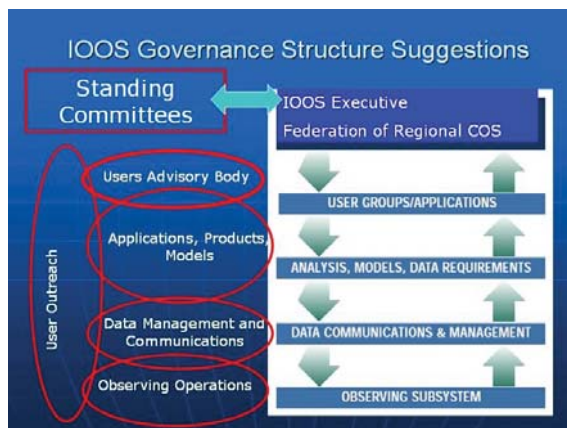 IOOS Governance Structure Suggestions
Standing
Committees
IOOS Executive
Federation of Regional COS
Users Advisory Body
USER GROUPS/APPLICATIONS
Applications, Products,
Models
ANALYSIS, MODELS, DATA REQUIREMENTS
User Outreach
Data Management and
Communications
DATA COMMUNICATIONS & MANAGEMENT
Observing Operations
OBSERVING SUBSYSTEM